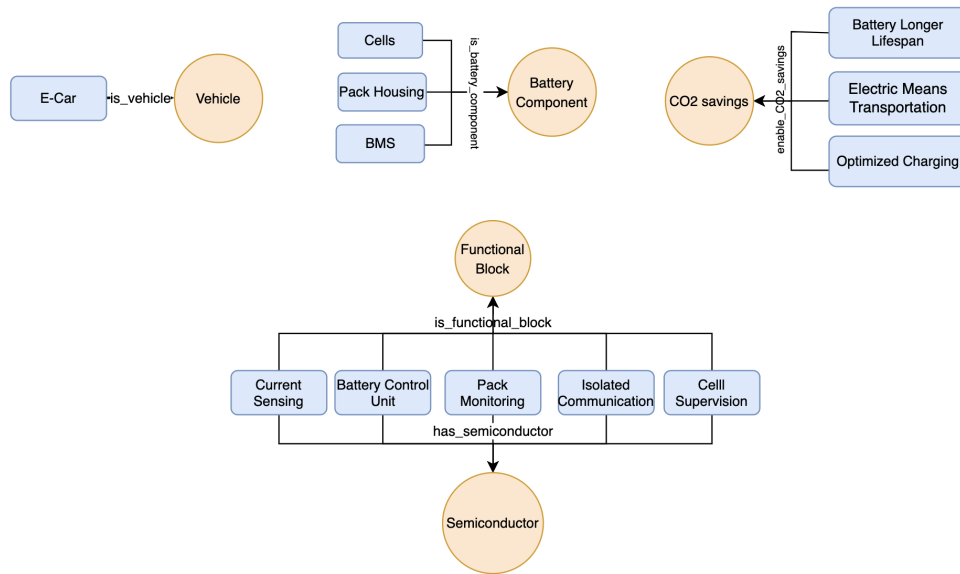 E-Car
is_vehicle
Vehicle
Cells
Pack Housing
BMS
is_battery_component
Battery
Component
CO2 savings
enable_CO2_savings
Battery Longer
Lifespan
Electric Means
Transportation
Optimized Charging
Functional
Block
is_functional_block
Current
Sensing
Battery Control
Unit
Pack
Monitoring
Isolated
Communication
Celll
Supervision
has_semiconductor
Semiconductor